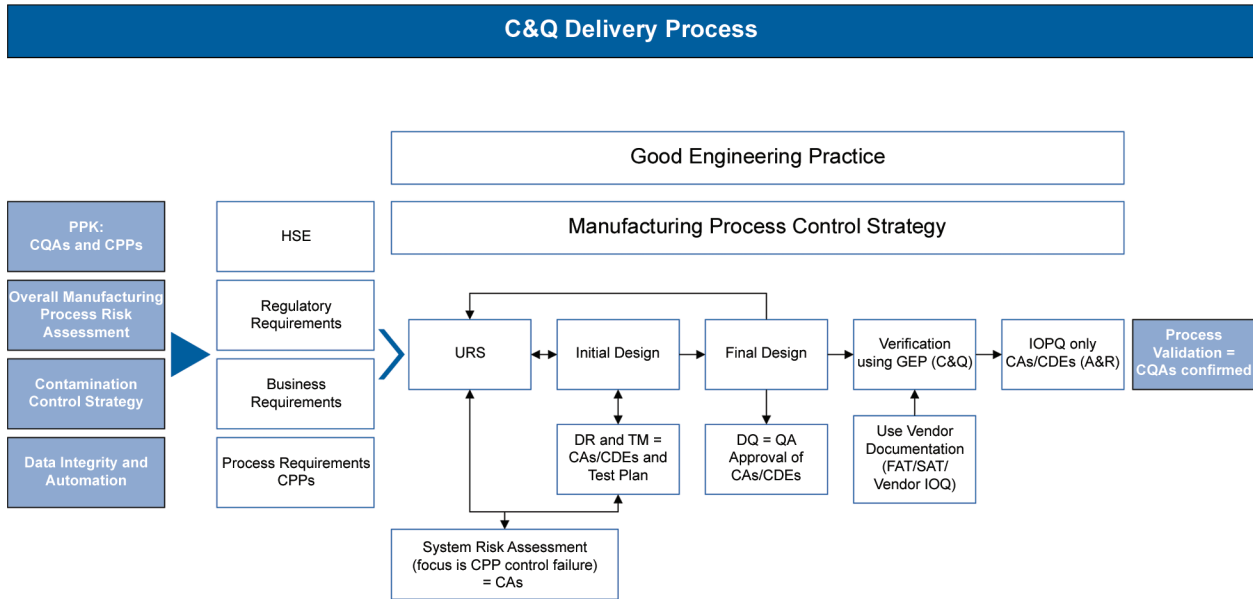 C&Q Delivery Process
Good Engineering Practice
Manufacturing Process Control Strategy
PPK:
CQAs and CPPs
Overall Manufacturing
Process Risk
Assessment
Contamination
Control Strategy
Data Integrity and
Automation
HSE
Regulatory
Requirements
Business
Requirements
Process Requirements
CPPs
URS
Initial Design
Final Design
Verification
using GEP (C&Q)
IOPQ only
CAs/CDEs (A&R)
Process
Validation =
CQAs confirmed
DR and TM =
CAs/CDEs and
Test Plan
DQ = QA
Approval of
CAs/CDEs
Use Vendor
Documentation
(FAT/SAT/
Vendor IOQ)
System Risk Assessment
(focus is CPP control failure)
= CAs